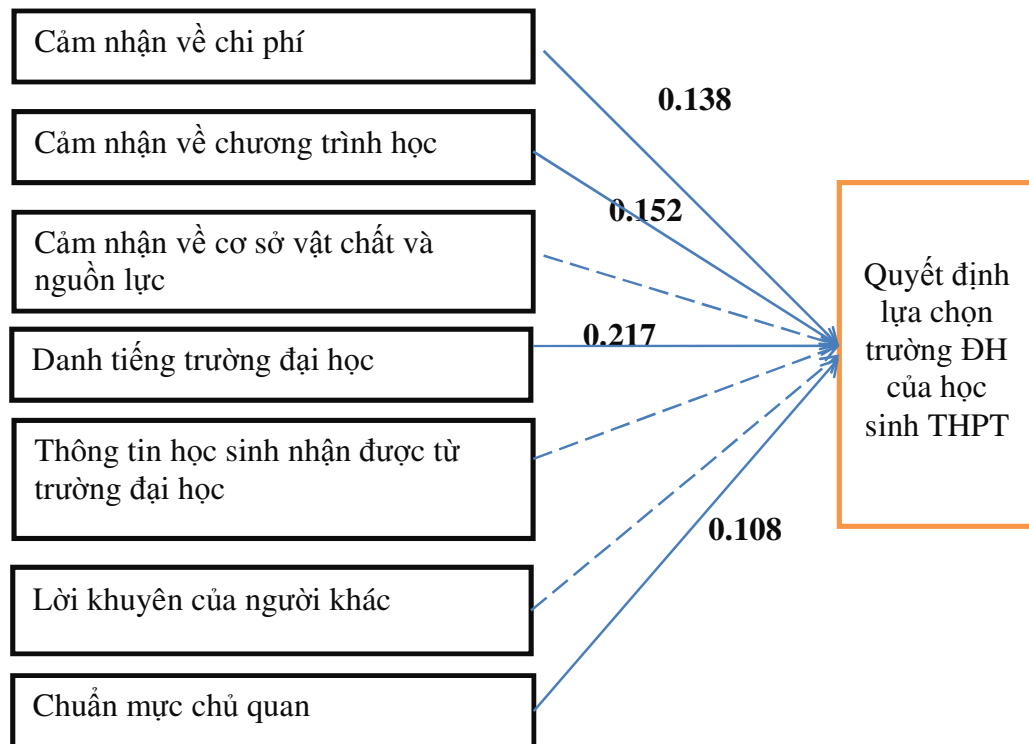 Cảm nhận về chi phí
0.138
Cảm nhận về chương trình học
0.152
Cảm nhận về cơ sở vật chất và
nguồn lực
Danh tiếng trường đại học
0.217
Thông tin học sinh nhận được từ
trường đại học
0.108
Lời khuyên của người khác
Chuẩn mực chủ quan
Quyết định
lựa chọn
trường ĐH
của học
sinh THPT